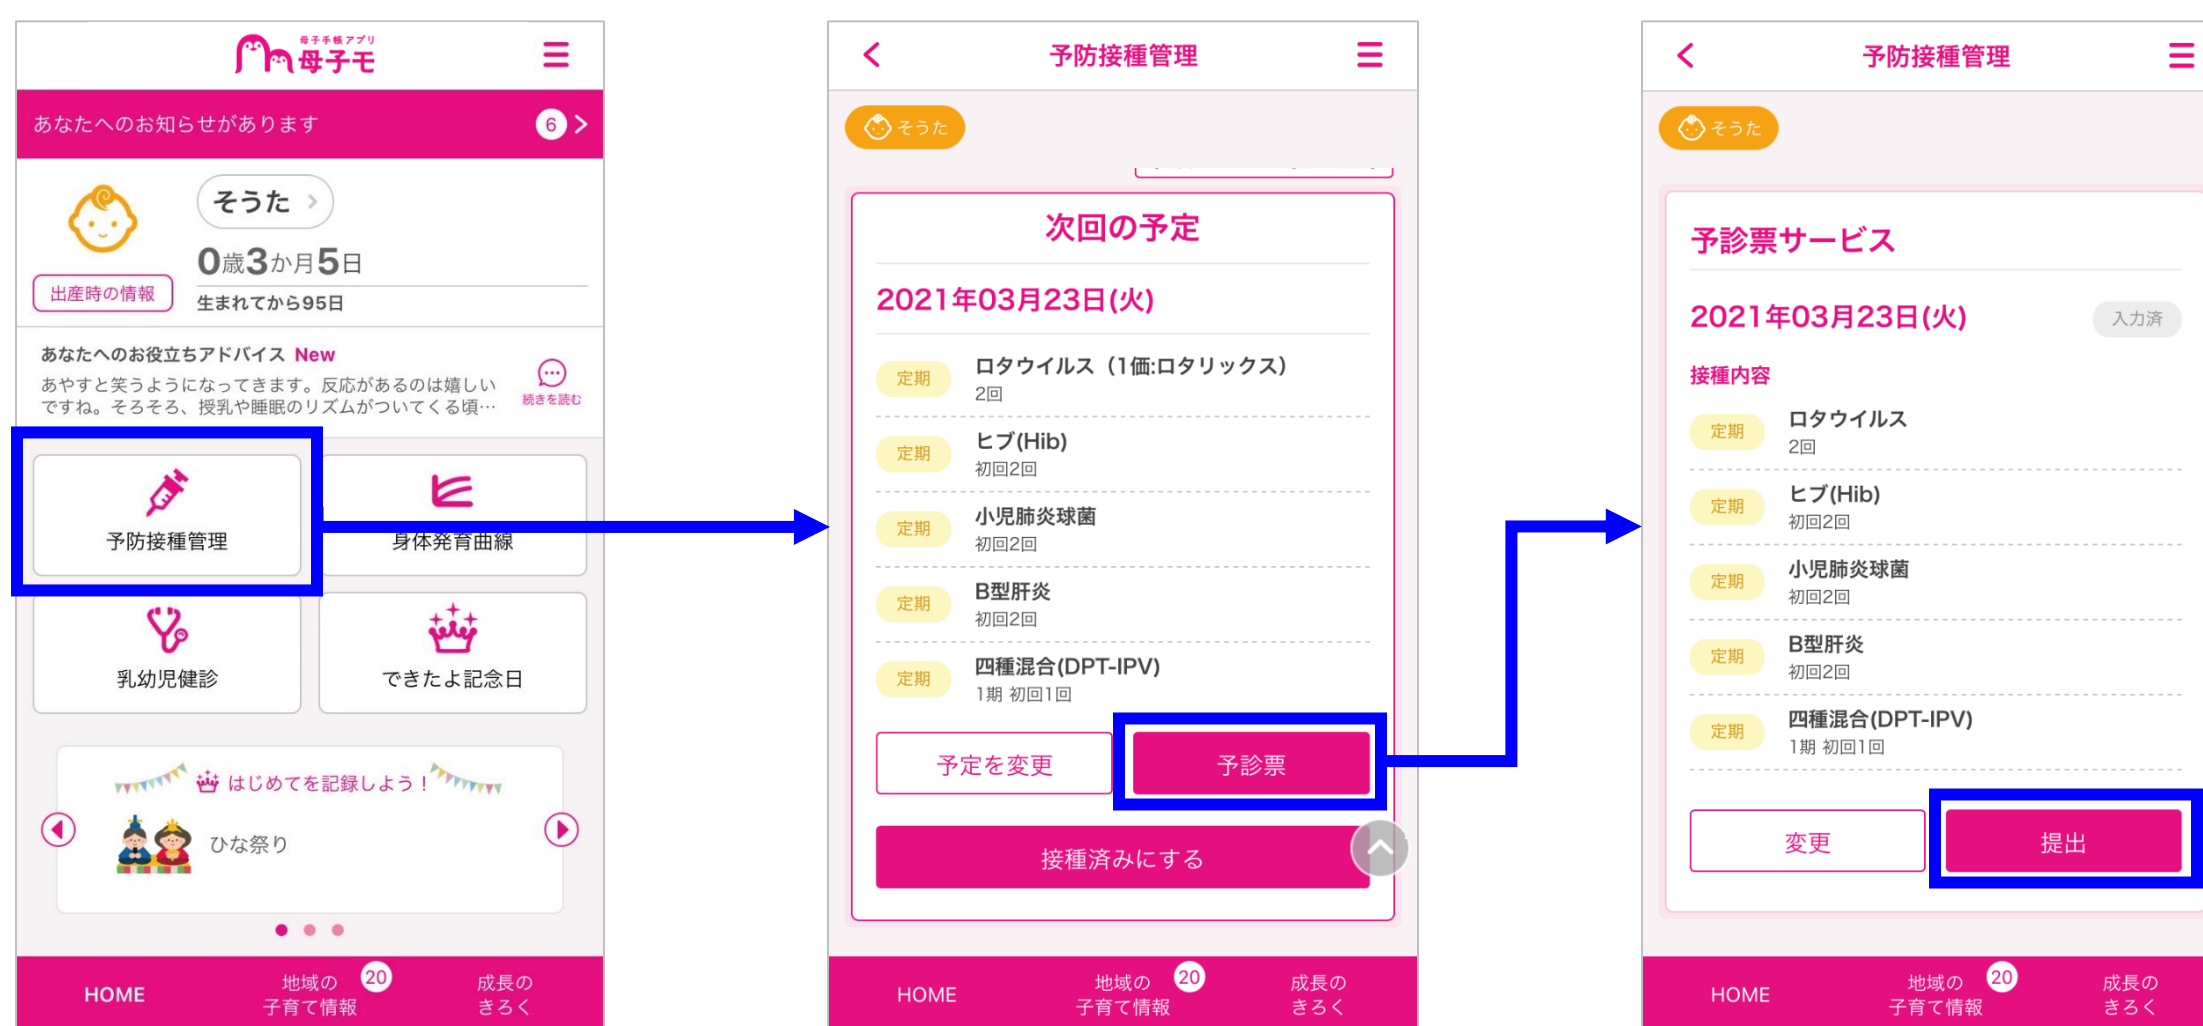 母子手帳アプリ
母子モ
あなたへのお知らせがあります
6
そうた
0歳3か月5日
出産時の情報
生まれてから95日
あなたへのお役立ちアドバイス New
あやすと笑うようになってきます。反応があるのは嬉しい
ですね。そろそろ、授乳や睡眠のリズムがついてくる頃…
続きを読む
予防接種管理
身体発育曲線
乳幼児健診
できたよ記念日
はじめてを記録しよう！
ひな祭り
HOME
地域の
子育て情報
20
成長の
きろく
予防接種管理
そうた
次回の予定
2021年03月23日(火)
定期
ロタウイルス（1価:ロタリックス）
2回
定期
ヒブ(Hib)
初回2回
定期
小児肺炎球菌
初回2回
定期
B型肝炎
初回2回
定期
四種混合(DPT-IPV)
1期 初回1回
予定を変更
予診票
接種済みにする
HOME
地域の
子育て情報
20
成長の
きろく
予防接種管理
そうた
予診票サービス
2021年03月23日(火)
入力済
接種内容
定期
ロタウイルス
2回
定期
ヒブ(Hib)
初回2回
定期
小児肺炎球菌
初回2回
定期
B型肝炎
初回2回
定期
四種混合(DPT-IPV)
1期 初回1回
変更
提出
HOME
地域の
子育て情報
20
成長の
きろく